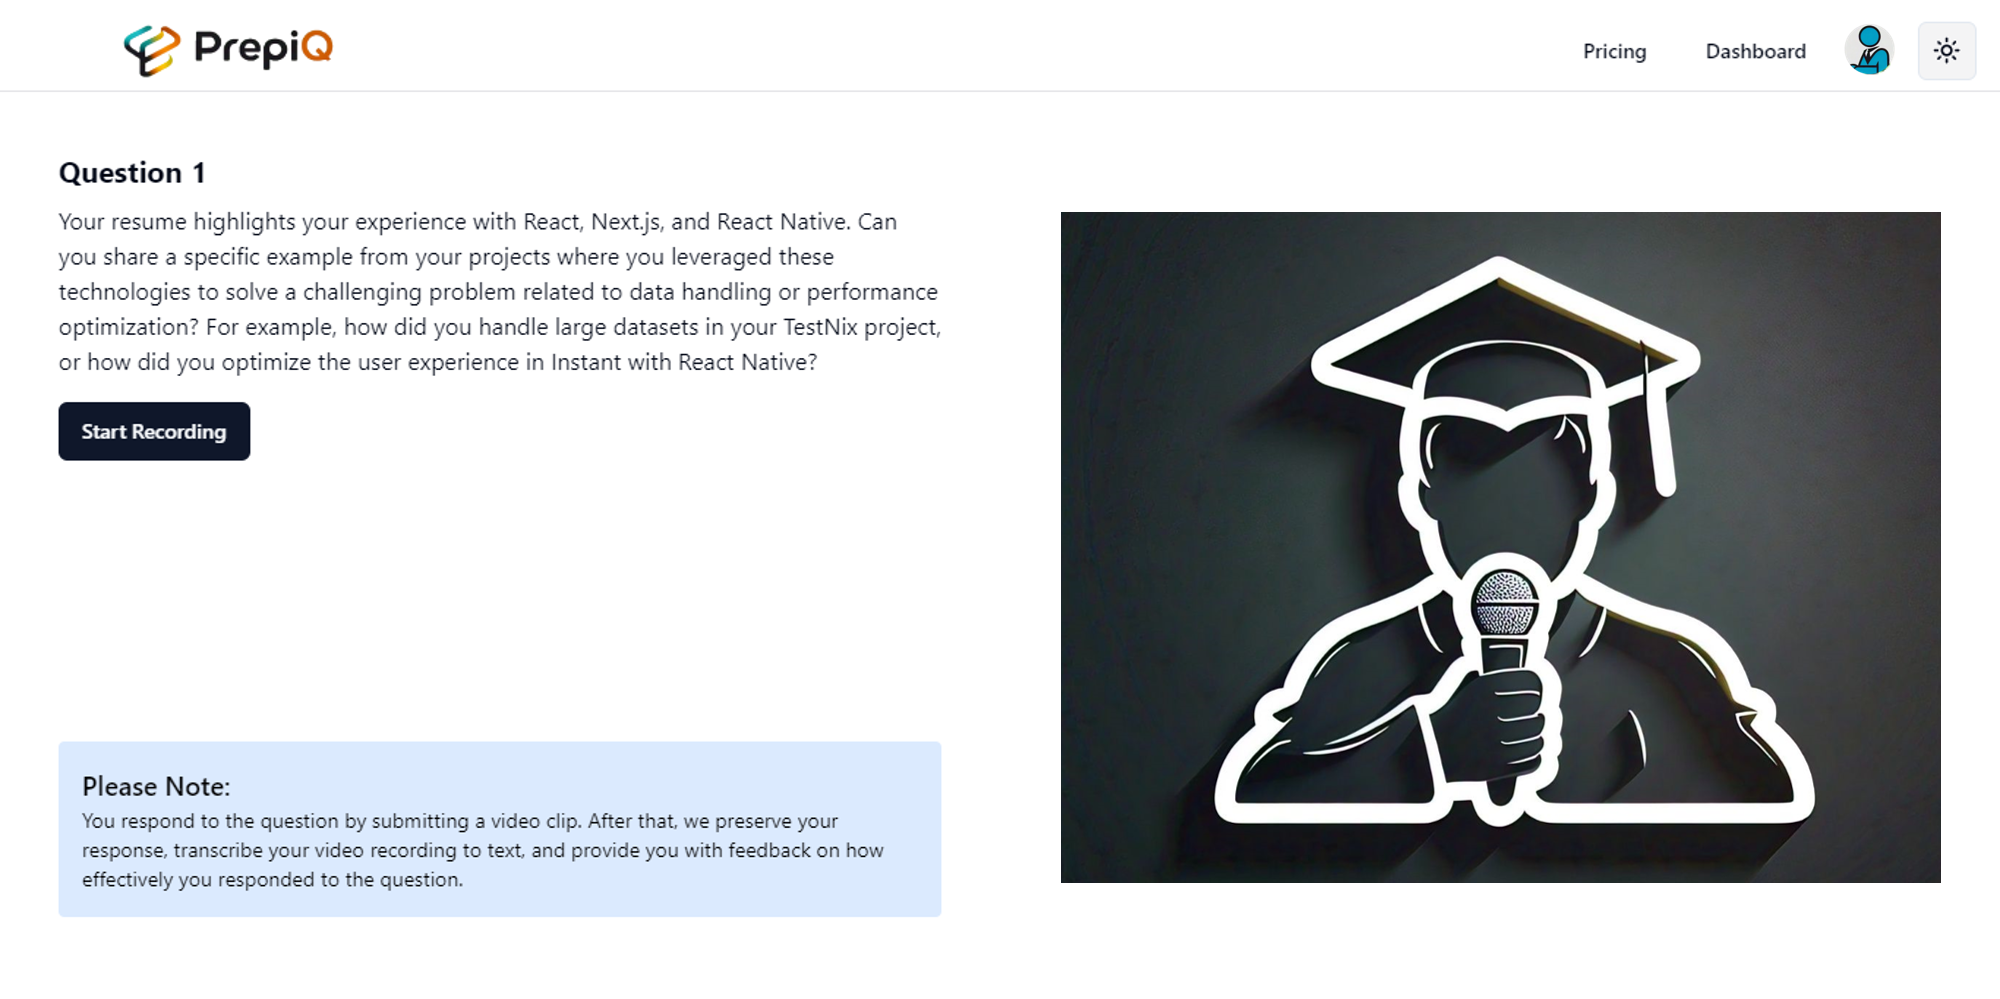 PrepiQ
Pricing
Dashboard
Question 1
Your resume highlights your experience with React, Next.js, and React Native. Can
you share a specific example from your projects where you leveraged these
technologies to solve a challenging problem related to data handling or performance
optimization? For example, how did you handle large datasets in your TestNix project,
or how did you optimize the user experience in Instant with React Native?
Start Recording
Please Note:
You respond to the question by submitting a video clip. After that, we preserve your
response, transcribe your video recording to text, and provide you with feedback on how
effectively you responded to the question.